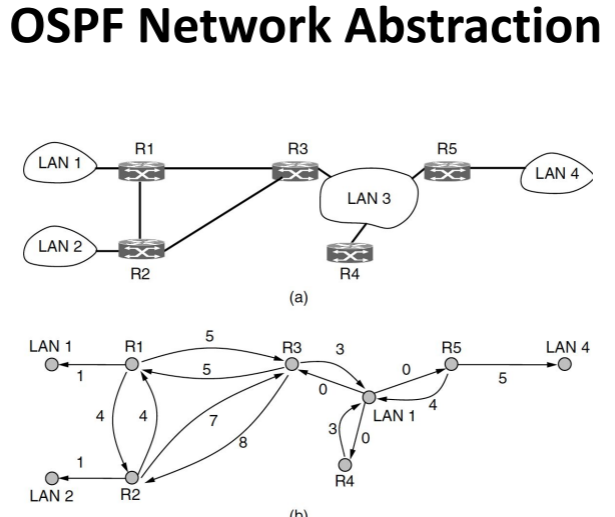 OSPF Network Abstraction
R1 R3 R5
LAN 1
LAN 4
LAN 3
LAN 2
R2 R4
(a)
LAN 1 R1 5 R3 3 R5 LAN 4
0
1 5 0 5
4 4 7 LAN 1 4
8 3 0
1
LAN 2 R2 R4
(b)